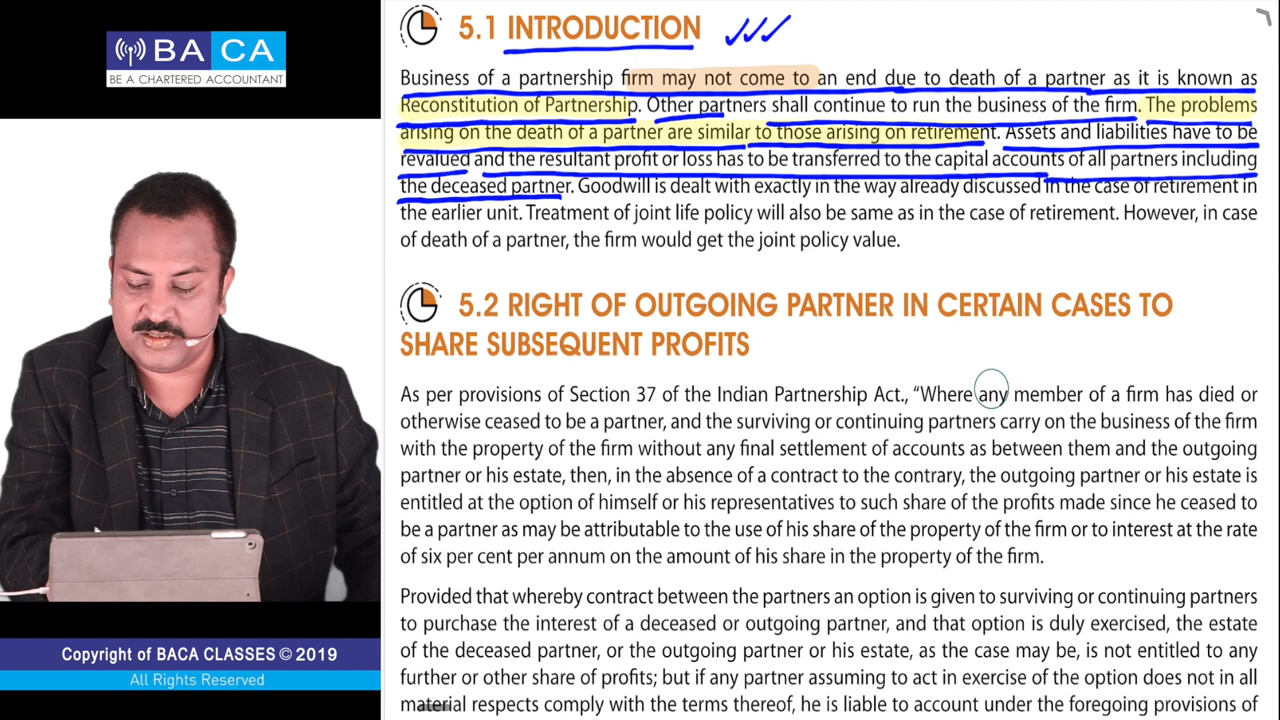 BACA
BE A CHARTERED ACCOUNTANT
5.1 INTRODUCTION
Business of a partnership firm may not come to an end due to death of a partner as it is known as
Reconstitution of Partnership. Other partners shall continue to run the business of the firm. The problems
arising on the death of a partner are similar to those arising on retirement. Assets and liabilities have to be
revalued and the resultant profit or loss has to be transferred to the capital accounts of all partners including
the deceased partner. Goodwill is dealt with exactly in the way already discussed in the case of retirement in
the earlier unit. Treatment of joint life policy will also be same as in the case of retirement. However, in case
of death of a partner, the firm would get the joint policy value.
5.2 RIGHT OF OUTGOING PARTNER IN CERTAIN CASES TO
SHARE SUBSEQUENT PROFITS
As per provisions of Section 37 of the Indian Partnership Act., “Where any member of a firm has died or
otherwise ceased to be a partner, and the surviving or continuing partners carry on the business of the firm
with the property of the firm without any final settlement of accounts as between them and the outgoing
partner or his estate, then, in the absence of a contract to the contrary, the outgoing partner or his estate is
entitled at the option of himself or his representatives to such share of the profits made since he ceased to
be a partner as may be attributable to the use of his share of the property of the firm or to interest at the rate
of six per cent per annum on the amount of his share in the property of the firm.
Provided that whereby contract between the partners an option is given to surviving or continuing partners
to purchase the interest of a deceased or outgoing partner, and that option is duly exercised, the estate
of the deceased partner, or the outgoing partner or his estate, as the case may be, is not entitled to any
further or other share of profits; but if any partner assuming to act in exercise of the option does not in all
material respects comply with the terms thereof, he is liable to account under the foregoing provisions of
Copyright of BACA CLASSES © 2019
All Rights Reserved